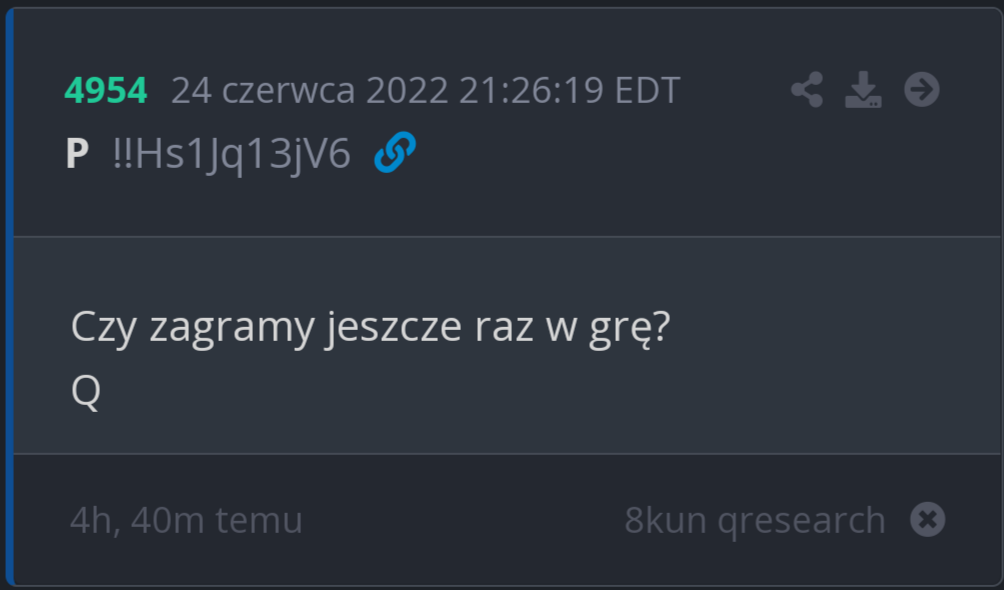 4954 24 czerwca 2022 21:26:19 EDT
P !!Hs1Jq13jV6
Czy zagramy jeszcze raz w grę?
Q
4h, 40m temu 8kun qresearch